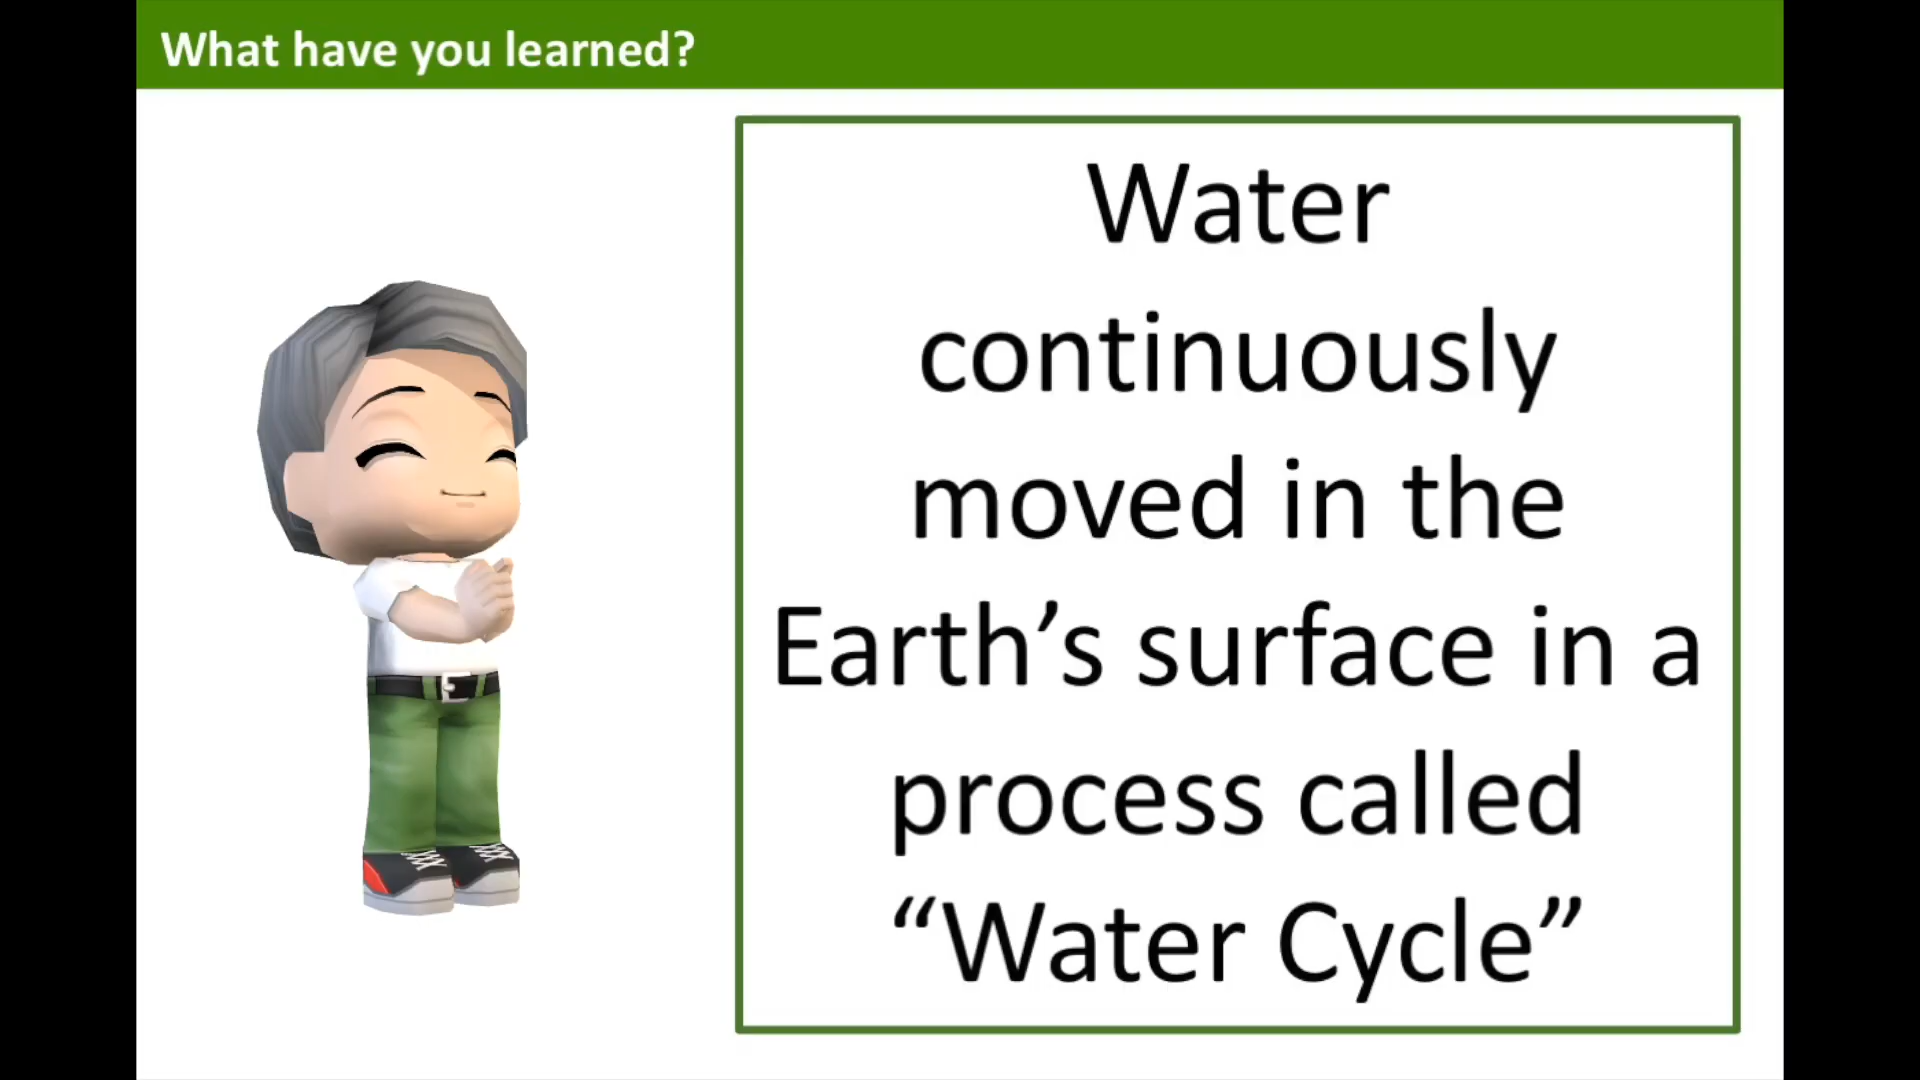 What have you learned?
Water
continuously
moved in the
Earth’s surface in a
process called
“Water Cycle”